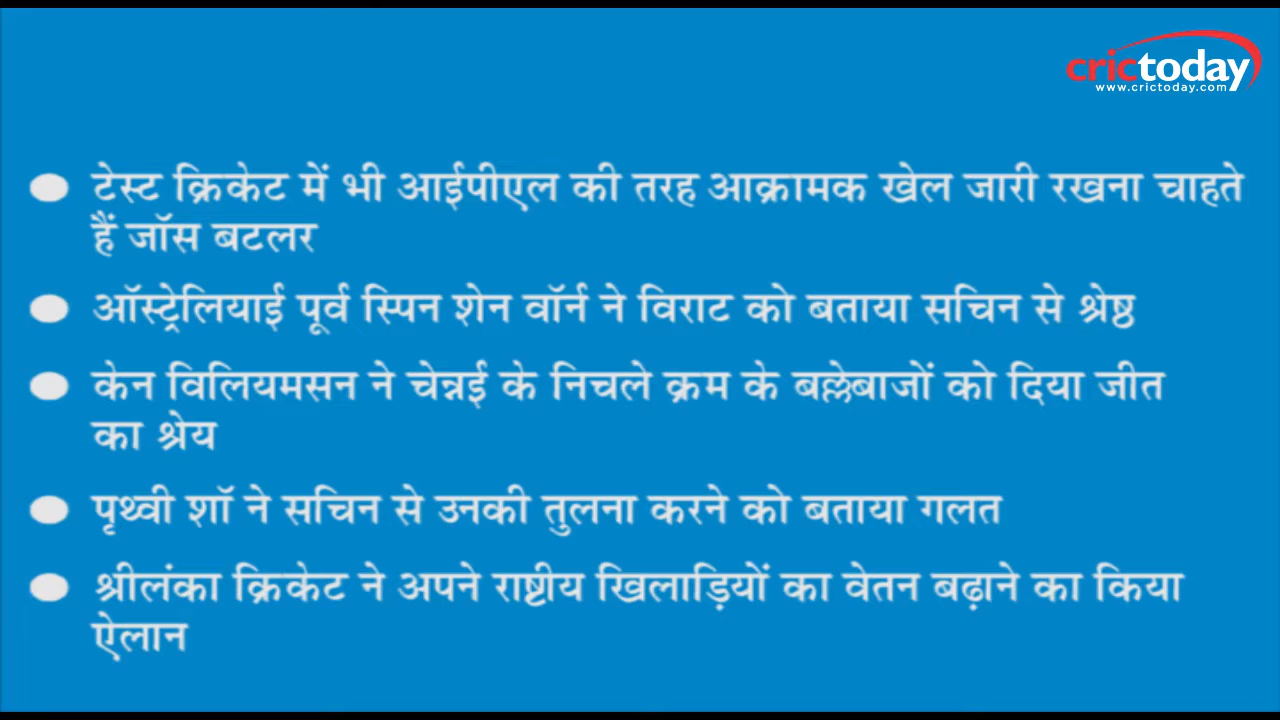 crictoday
www.crictoday.com
टेस्ट क्रिकेट में भी आईपीएल की तरह आक्रामक खेल जारी रखना चाहते
हैं जॉस बटलर
ऑस्ट्रेलियाई पूर्व स्पिन शेन वॉर्न ने विराट को बताया सचिन से श्रेष्ठ
केन विलियमसन ने चेन्नई के निचले क्रम के बल्लेबाजों को दिया जीत
का श्रेय
पृथ्वी शॉ ने सचिन से उनकी तुलना करने को बताया गलत
श्रीलंका क्रिकेट ने अपने राष्ट्रीय खिलाड़ियों का वेतन बढ़ाने का किया
ऐलान